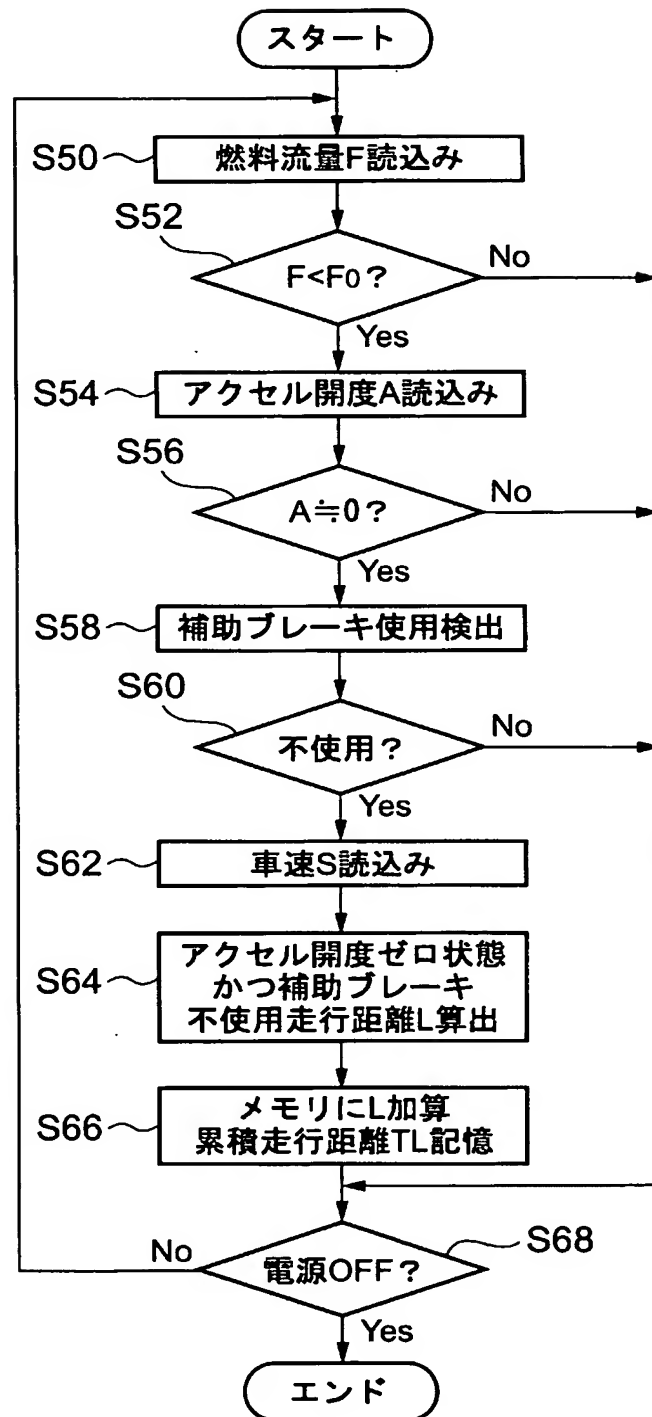 スタート
S50
燃料流量F読込み
S52
F<F0?
No
Yes
S54
アクセル開度A読込み
S56
A≒0?
No
Yes
S58
補助ブレーキ使用検出
S60
不使用?
No
Yes
S62
車速S読込み
S64
アクセル開度ゼロ状態
かつ補助ブレーキ
不使用走行距離L算出
S66
メモリにL加算
累積走行距離TL記憶
No
電源OFF?
S68
Yes
エンド